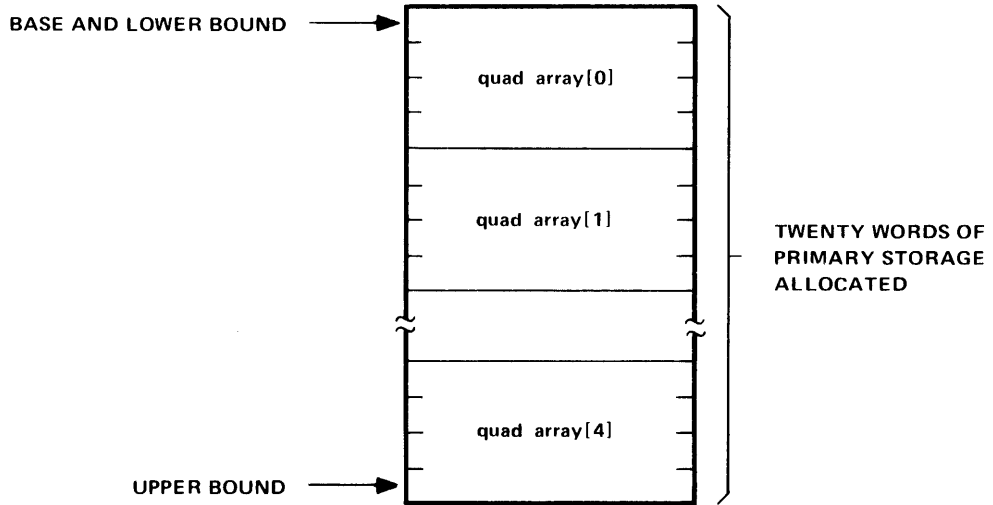 BASE AND LOWER BOUND
quad array[0]
quad array[1]
TWENTY WORDS OF
PRIMARY STORAGE
ALLOCATED
quad array[4]
UPPER BOUND